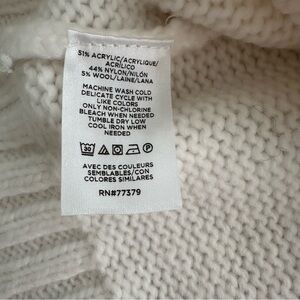 51% ACRYLIC/ACRYLIQUE/
ACRÍLICO
44% NYLON/NILÓN
5% WOOL/LAINE/LANA
MACHINE WASH COLD
DELICATE CYCLE WITH
LIKE COLORS
ONLY NON-CHLORINE
BLEACH WHEN NEEDED
TUMBLE DRY LOW
COOL IRON WHEN
NEEDED
30 P
AVEC DES COULEURS
SEMBLABLES/CON
COLORES SIMILARES
RN#77379